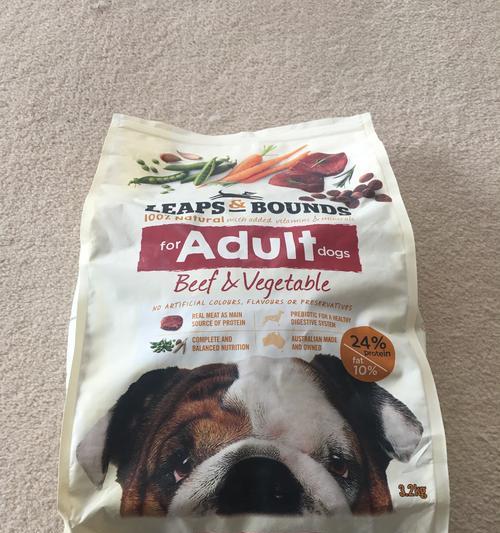 LEAPS & BOUNDS
100% Natural with added vitamins & minerals
for Adult dogs
Beef & Vegetable
NO ARTIFICIAL COLOURS, FLAVOURS OR PRESERVATIVES
REAL MEAT AS MAIN
SOURCE OF PROTEIN
PREBIOTIC FOR A HEALTHY
DIGESTIVE SYSTEM
COMPLETE AND
BALANCED NUTRITION
AUSTRALIAN MADE
AND OWNED
24%
protein
fat
10%
3.2kg